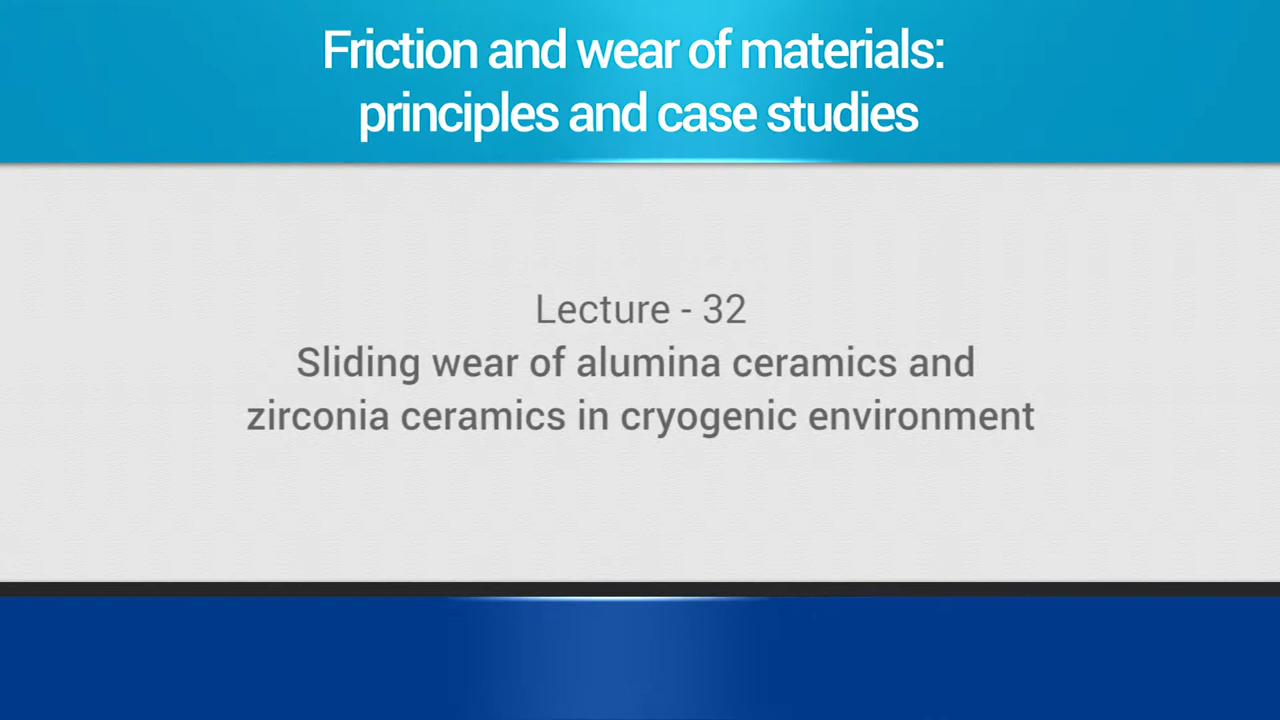 Friction and wear of materials:
principles and case studies
Lecture - 32
Sliding wear of alumina ceramics and
zirconia ceramics in cryogenic environment